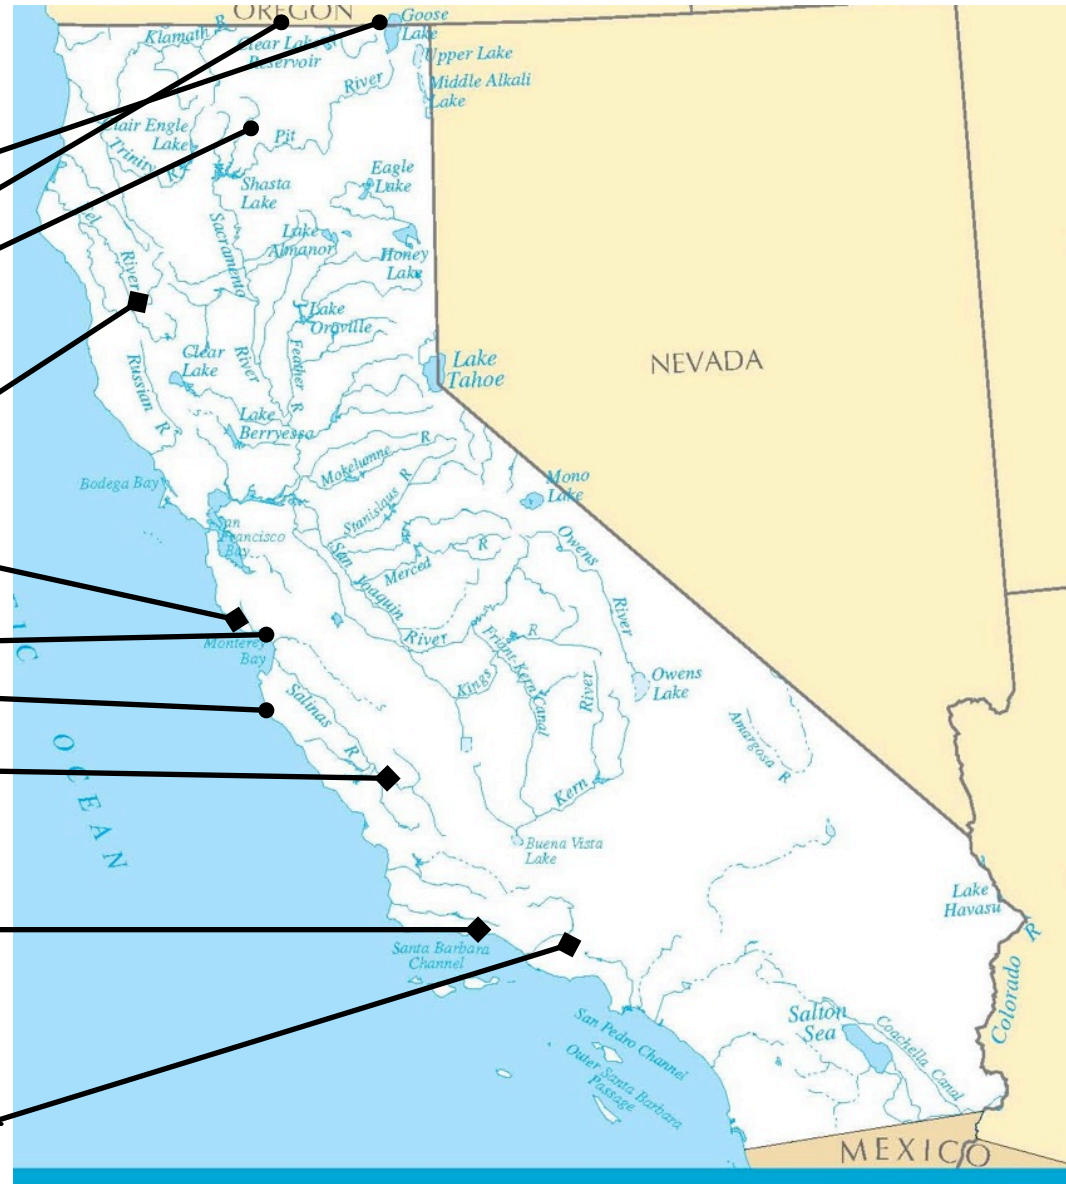 OREGON
Goose
Lake
Klamath R
Clear Lake
Reservoir
Upper Lake
River
Middle Alkali
Lake
Clair Engle
Lake
Trinity
R
Pit
Eagle
Lake
Shasta
Lake
Sacramento
Lake
Almanor
Honey
Lake
River
Lake
Oroville
NEVADA
Clear
Lake
River
Feather
R
Lake
Tahoe
Russian
R
Lake
Berryessa
Mokelumne
R
Bodega Bay
Stanislaus
R
Mono
Lake
San
Francisco
Bay
San
Joaquin
River
Merced
R
Owens
River
Monterey
Bay
Friant-Kern
Canal
R
Kings
River
Owens
Lake
Salinas
R
Amargosa
R
IC
OCEAN
Kern
Buena Vista
Lake
Lake
Havasu
R
Colorado
Santa Barbara
Channel
Salton
Sea
Coachella Canal
San Pedro Channel
Outer Santa Barbara
Passage
MEXICO